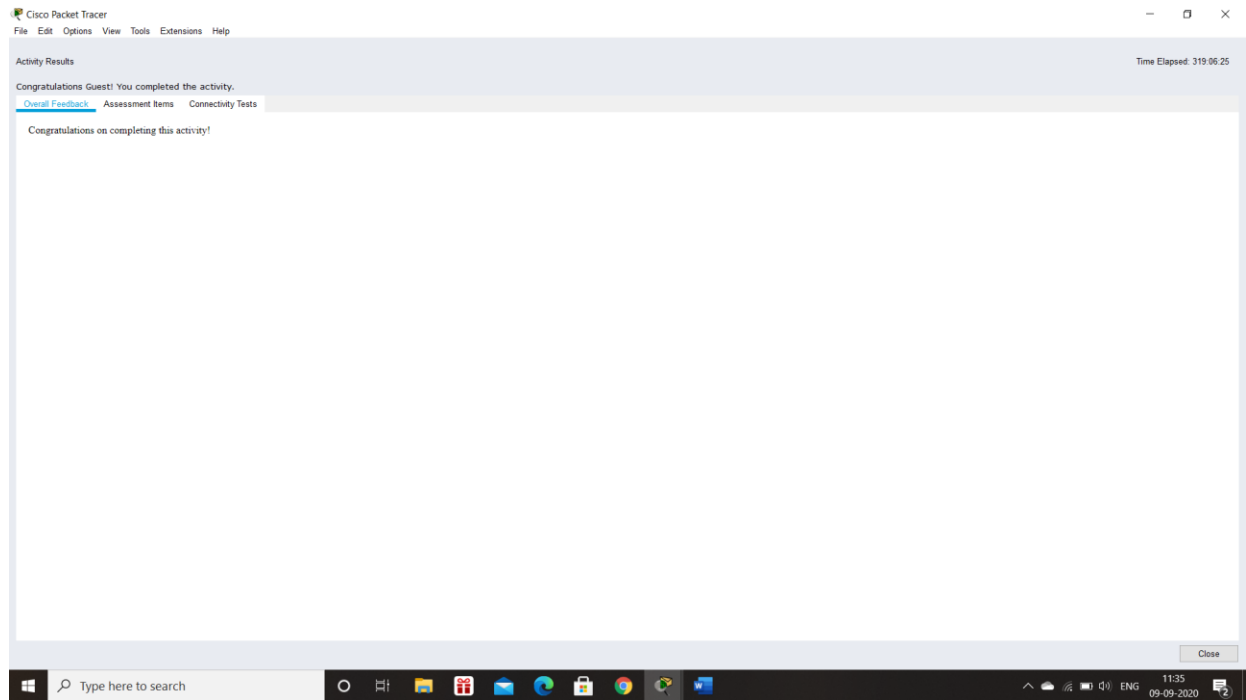 Cisco Packet Tracer
File Edit Options View Tools Extensions Help
Activity Results
Time Elapsed: 319:06:25
Congratulations Guest! You completed the activity.
Overall Feedback Assessment Items Connectivity Tests
Congratulations on completing this activity!
Close
Type here to search
ENG
11:35
09-09-2020
2